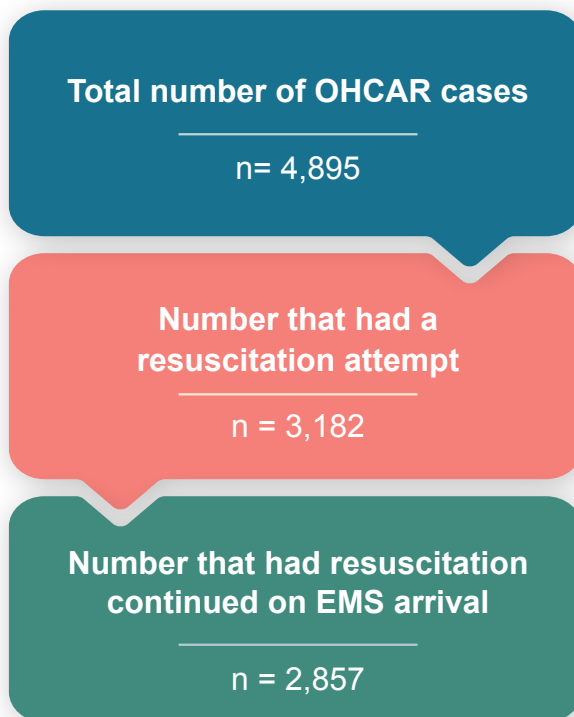 Total number of OHCAR cases
n= 4,895
Number that had a
resuscitation attempt
n = 3,182
Number that had resuscitation
continued on EMS arrival
n = 2,857